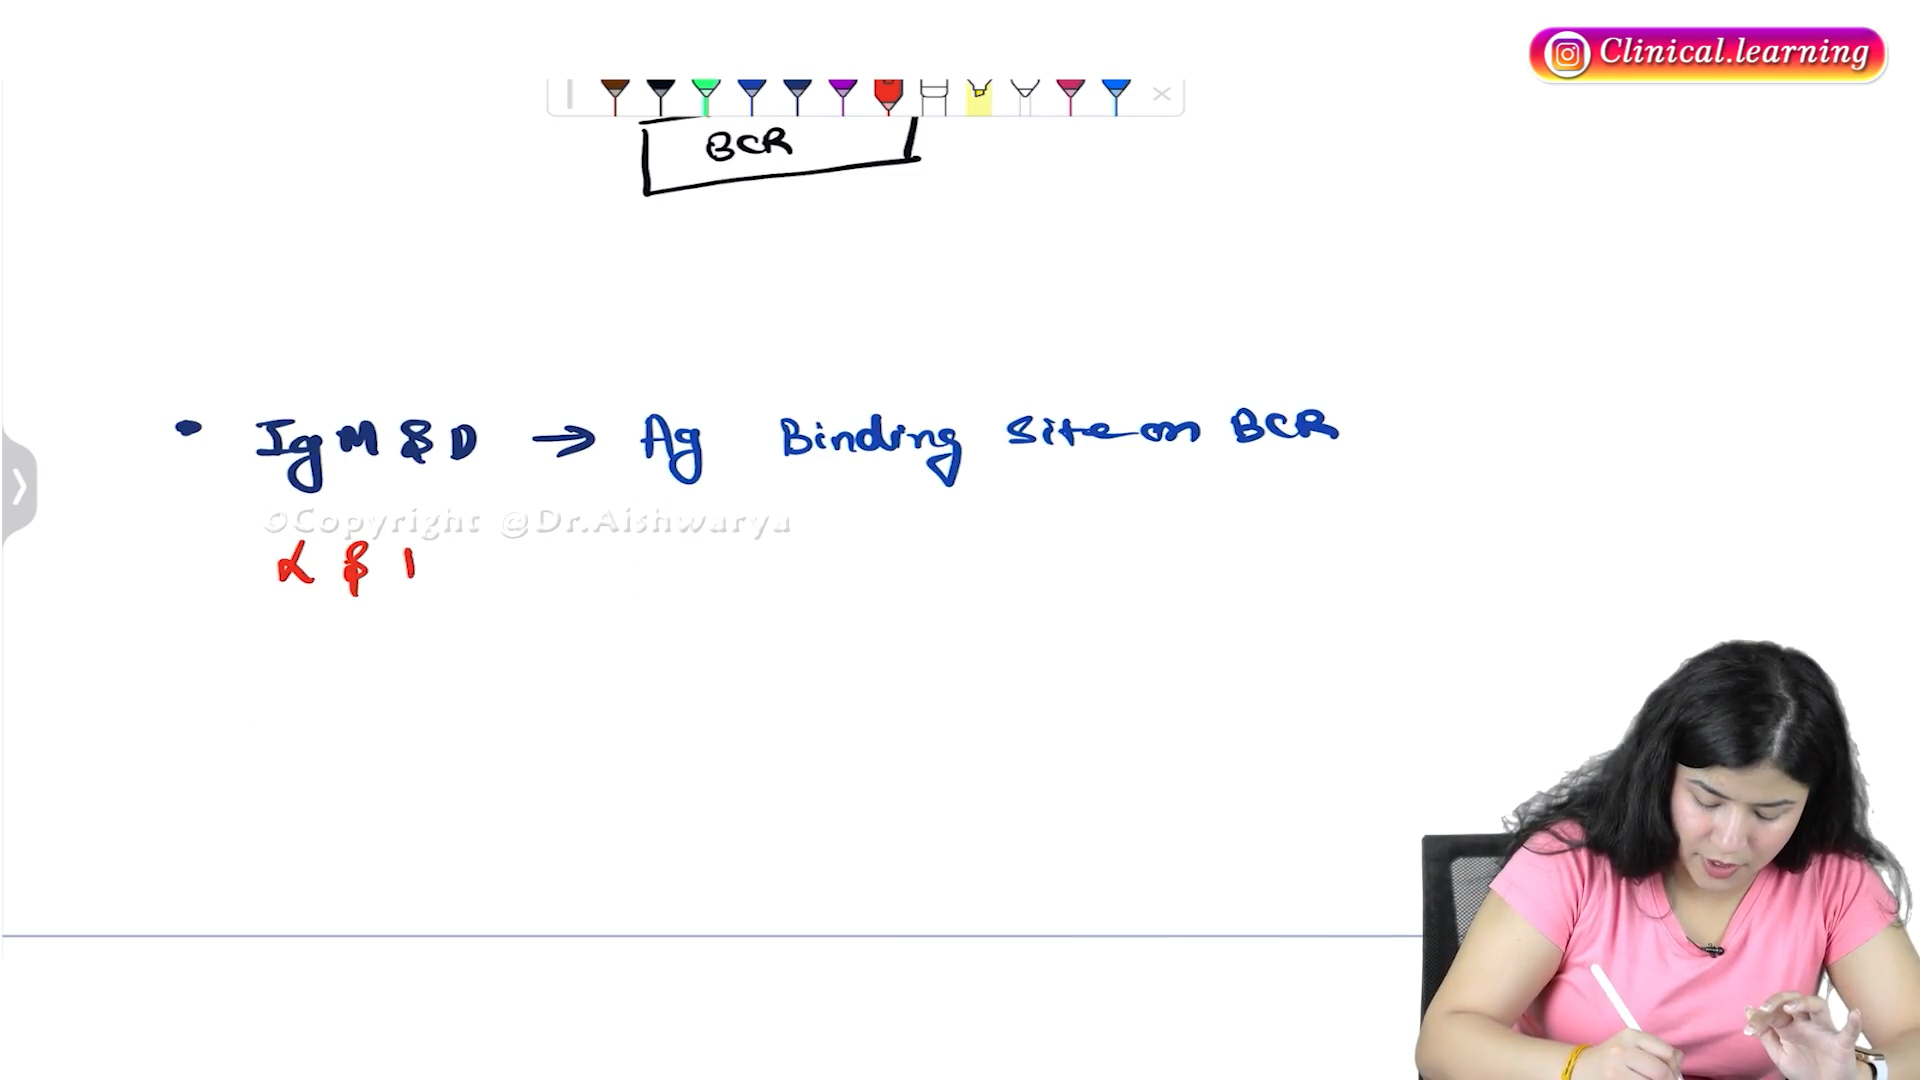 Clinical.learning
BCR
• IgM & D → Ag Binding Site on BCR
©Copyright @Dr.Aishwarya
α &